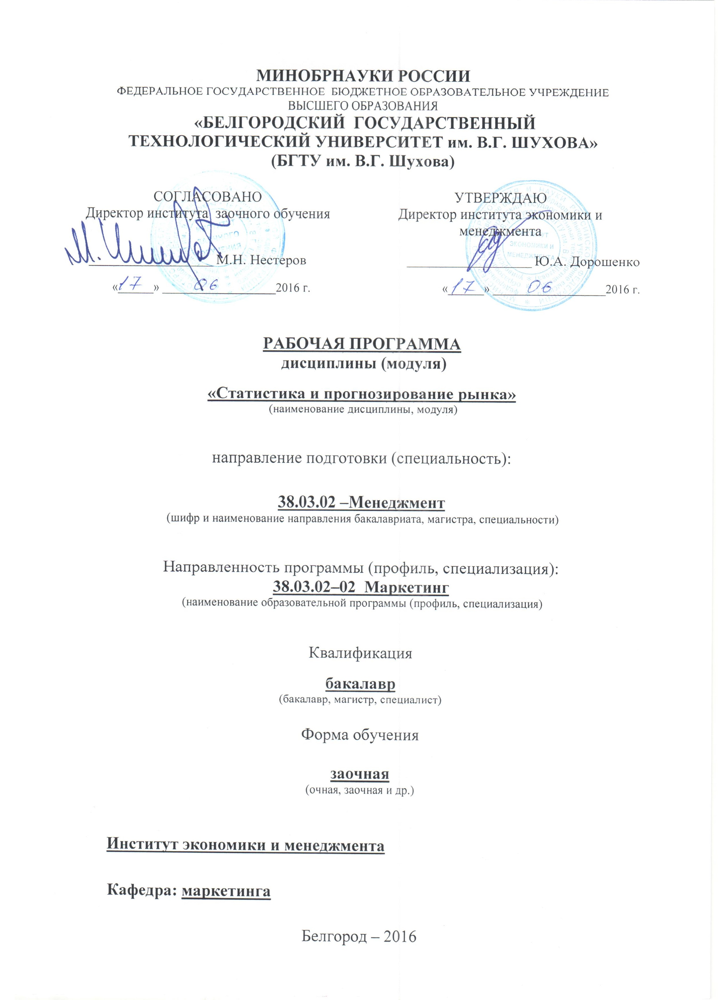 МИНОБРНАУКИ РОССИИ
ФЕДЕРАЛЬНОЕ ГОСУДАРСТВЕННОЕ БЮДЖЕТНОЕ ОБРАЗОВАТЕЛЬНОЕ УЧРЕЖДЕНИЕ
ВЫСШЕГО ОБРАЗОВАНИЯ
«БЕЛГОРОДСКИЙ ГОСУДАРСТВЕННЫЙ
ТЕХНОЛОГИЧЕСКИЙ УНИВЕРСИТЕТ им. В.Г. ШУХОВА»
(БГТУ им. В.Г. Шухова)
СОГЛАСОВАНО
Директор института заочного обучения
М.Н. Нестеров
«17» 06 2016 г.
УТВЕРЖДАЮ
Директор института экономики и
менеджмента
Ю.А. Дорошенко
«17» 06 2016 г.
ЭКОНОМИКИ И
МЕНЕДЖМЕНТА
РАБОЧАЯ ПРОГРАММА
дисциплины (модуля)
«Статистика и прогнозирование рынка»
(наименование дисциплины, модуля)
направление подготовки (специальность):
38.03.02 –Менеджмент
(шифр и наименование направления бакалавриата, магистра, специальности)
Направленность программы (профиль, специализация):
38.03.02–02 Маркетинг
(наименование образовательной программы (профиль, специализация)
Квалификация
бакалавр
(бакалавр, магистр, специалист)
Форма обучения
заочная
(очная, заочная и др.)
Институт экономики и менеджмента
Кафедра: маркетинга
Белгород – 2016